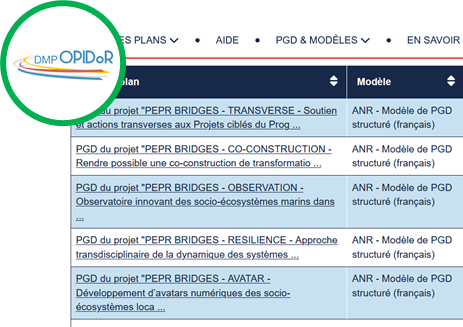 DMP OPIDoR
ES PLANS
AIDE
PGD & MODÈLES
EN SAVOIR
plan
Modèle
PGD du projet "PEPR BRIDGES - TRANSVERSE - Soutien
et actions transverses aux Projets ciblés du Prog ...
ANR - Modèle de PGD
structuré (français)
PGD du projet "PEPR BRIDGES - CO-CONSTRUCTION -
Rendre possible une co-construction de transformatio ...
ANR - Modèle de PGD
structuré (français)
PGD du projet "PEPR BRIDGES - OBSERVATION -
Observatoire innovant des socio-écosystèmes marins dans
...
ANR - Modèle de PGD
structuré (français)
PGD du projet "PEPR BRIDGES - RESILIENCE - Approche
transdisciplinaire de la dynamique des systèmes ...
ANR - Modèle de PGD
structuré (français)
PGD du projet "PEPR BRIDGES - AVATAR -
Développement d'avatars numériques des socio-
écosystèmes loca ...
ANR - Modèle de PGD
structuré (français)